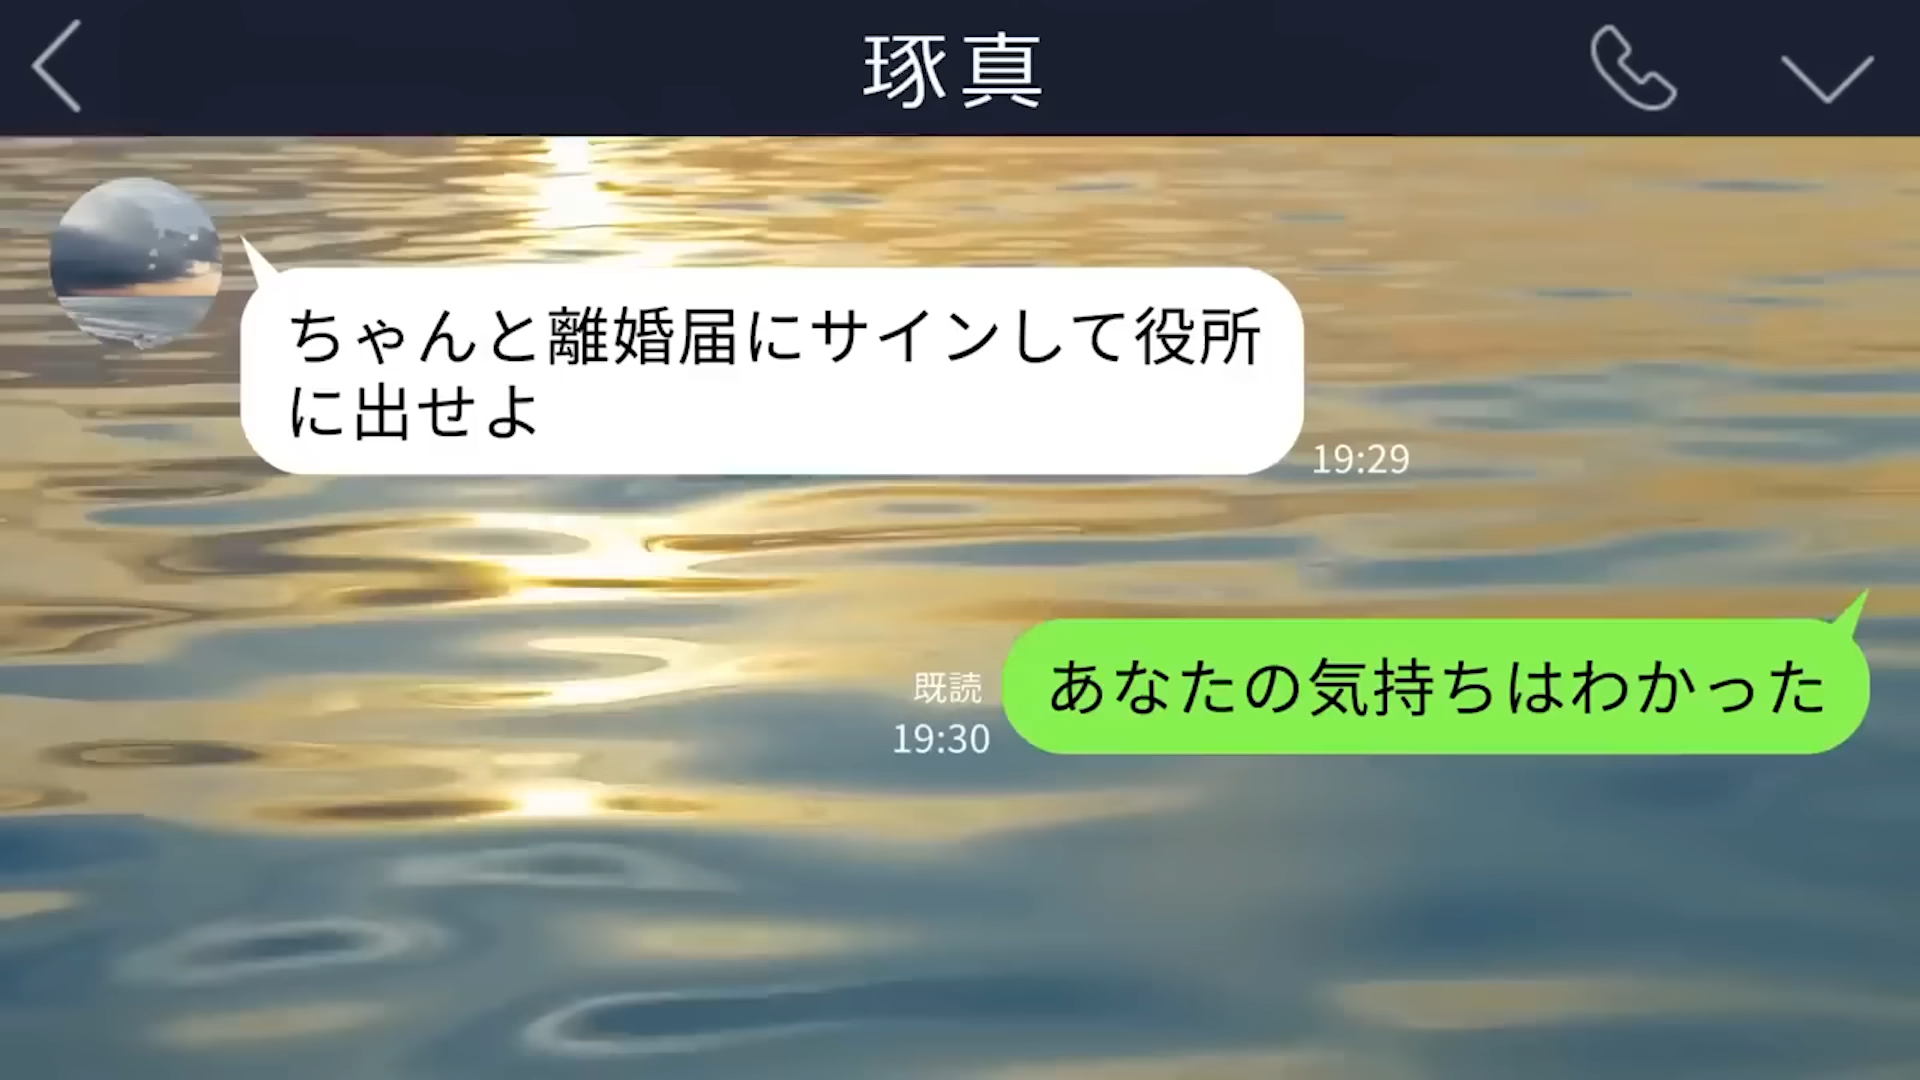 琢真
ちゃんと離婚届にサインして役所
に出せよ
19:29
既読
19:30
あなたの気持ちはわかった